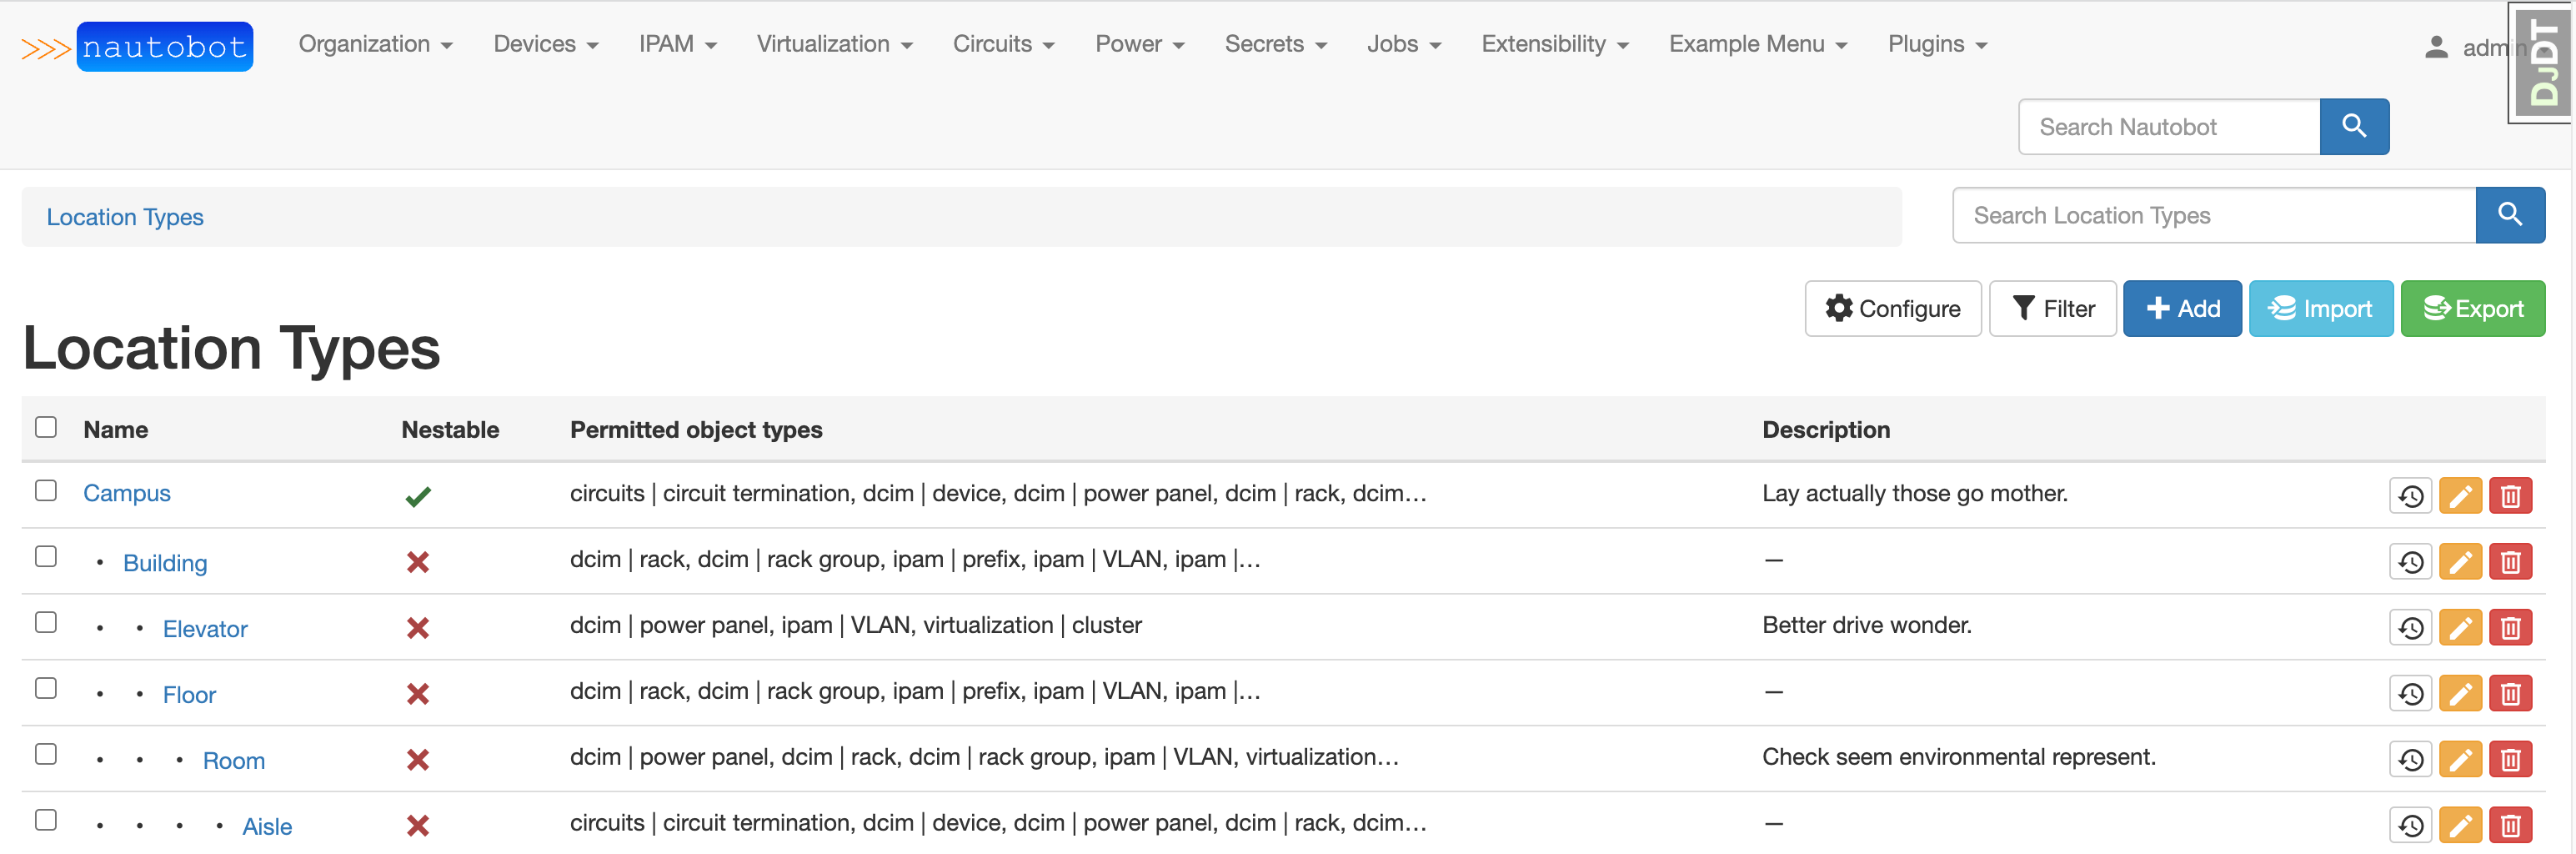 >>> nautobot Organization Devices IPAM Virtualization Circuits Power Secrets Jobs Extensibility Example Menu Plugins admin DJDT
Search Nautobot
Location Types Search Location Types
Configure Filter Add Import Export
Location Types
Name Nestable Permitted object types Description
Campus circuits | circuit termination, dcim | device, dcim | power panel, dcim | rack, dcim… Lay actually those go mother.
• Building dcim | rack, dcim | rack group, ipam | prefix, ipam | VLAN, ipam |… —
• • Elevator dcim | power panel, ipam | VLAN, virtualization | cluster Better drive wonder.
• • Floor dcim | rack, dcim | rack group, ipam | prefix, ipam | VLAN, ipam |… —
• • • Room dcim | power panel, dcim | rack, dcim | rack group, ipam | VLAN, virtualization… Check seem environmental represent.
• • • • Aisle circuits | circuit termination, dcim | device, dcim | power panel, dcim | rack, dcim… —